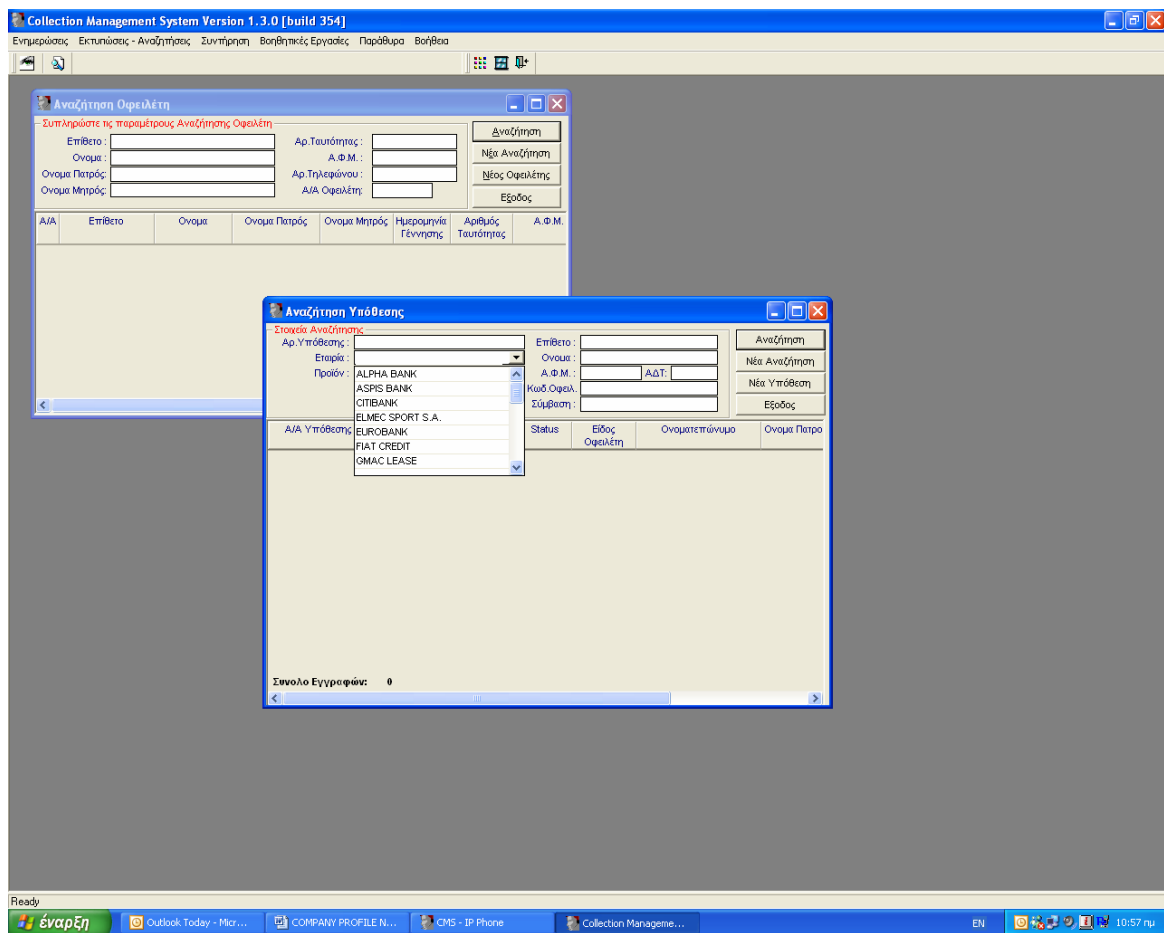 Collection Management System Version 1.3.0 [build 354]
Ενημερώσεις Εκτυπώσεις - Αναζητήσεις Συντήρηση Βοηθητικές Εργασίες Παράθυρα Βοήθεια
Αναζήτηση Οφειλέτη
Συπληρώστε τις παραμέτρους Αναζήτησης Οφειλέτη
Επίθετο : Αρ.Ταυτότητας : Αναζήτηση
Ονομα : Α.Φ.Μ. : Νέα Αναζήτηση
Ονομα Πατρός: Αρ.Τηλεφώνου : Νέος Οφειλέτης
Ονομα Μητρός: Α/Α Οφειλέτη: Εξοδος
Α/Α Επίθετο Ονομα Ονομα Πατρός Ονομα Μητρός Ημερομηνία Γέννησης Αριθμός Ταυτότητας Α.Φ.Μ.
Αναζήτηση Υπόθεσης
Στοιχεία Αναζήτησης
Αρ.Υπόθεσης : Επίθετο : Αναζήτηση
Εταιρία : Ονομα : Νέα Αναζήτηση
Προϊόν : Α.Φ.Μ. : ΑΔΤ: Νέα Υπόθεση
Κωδ.Οφειλ. 
Σύμβαση : Εξοδος
ALPHA BANK
ASPIS BANK
CITIBANK
ELMEC SPORT S.A.
EUROBANK
FIAT CREDIT
GMAC LEASE
Α/Α Υπόθεσης Status Είδος Οφειλέτη Ονοματεπώνυμο Ονομα Πατρο
Συνολο Εγγραφών: 0
Ready
έναρξη Outlook Today - Micr... COMPANY PROFILE N... CMS - IP Phone Collection Manageme... EN 10:57 πμ